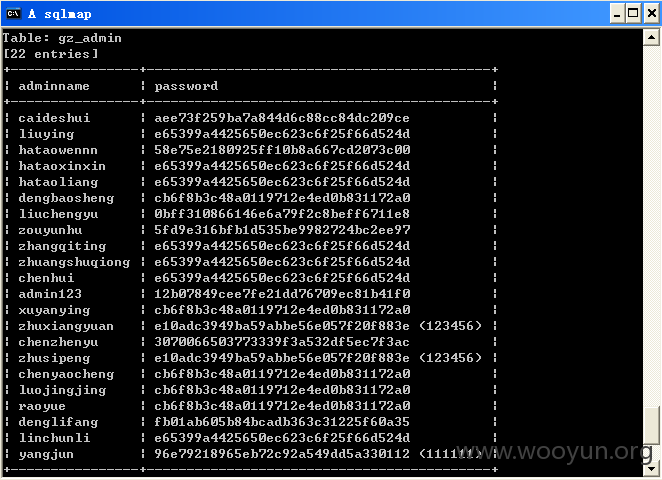 A sqlmap
Table: gz_admin
[22 entries]
+----------------+------------------------------------------+
| adminname | password |
+----------------+------------------------------------------+
| caideshui | aee73f259ba7a844d6c88cc84dc209ce
| liuying | e65399a4425650ec623c6f25f66d524d
| hataowennn | 58e75e2180925ff10b8a667cd2073c00
| hataoxinxin | e65399a4425650ec623c6f25f66d524d
| hataoliang | e65399a4425650ec623c6f25f66d524d
| dengbaosheng | cb6f8b3c48a0119712e4ed0b831172a0
| liuchengyu | 0bff310866146e6a79f2c8beff6711e8
| zouyunhu | 5fd9e316bfb1d535be9982724bc2ee97
| zhangqiting | e65399a4425650ec623c6f25f66d524d
| zhuangshuqiong | e65399a4425650ec623c6f25f66d524d
| chenhui | e65399a4425650ec623c6f25f66d524d
| admin123 | 12b07849cee7fe21dd76709ec81b41f0
| xuyanying | cb6f8b3c48a0119712e4ed0b831172a0
| zhuxiangyuan | e10adc3949ba59abbe56e057f20f883e (123456) |
| chenzhenyu | 3070066503773339f3a532df5ec7f3ac
| zhusipeng | e10adc3949ba59abbe56e057f20f883e (123456) |
| chenyaocheng | cb6f8b3c48a0119712e4ed0b831172a0
| luojingjing | cb6f8b3c48a0119712e4ed0b831172a0
| raoyue | cb6f8b3c48a0119712e4ed0b831172a0
| denglifang | fb01ab605b84bcadb363c31225f60a35
| linchunli | e65399a4425650ec623c6f25f66d524d
| yangjun | 96e79218965eb72c92a549dd5a330112 (111111) |
+----------------+------------------------------------------+
www.wooyun.org